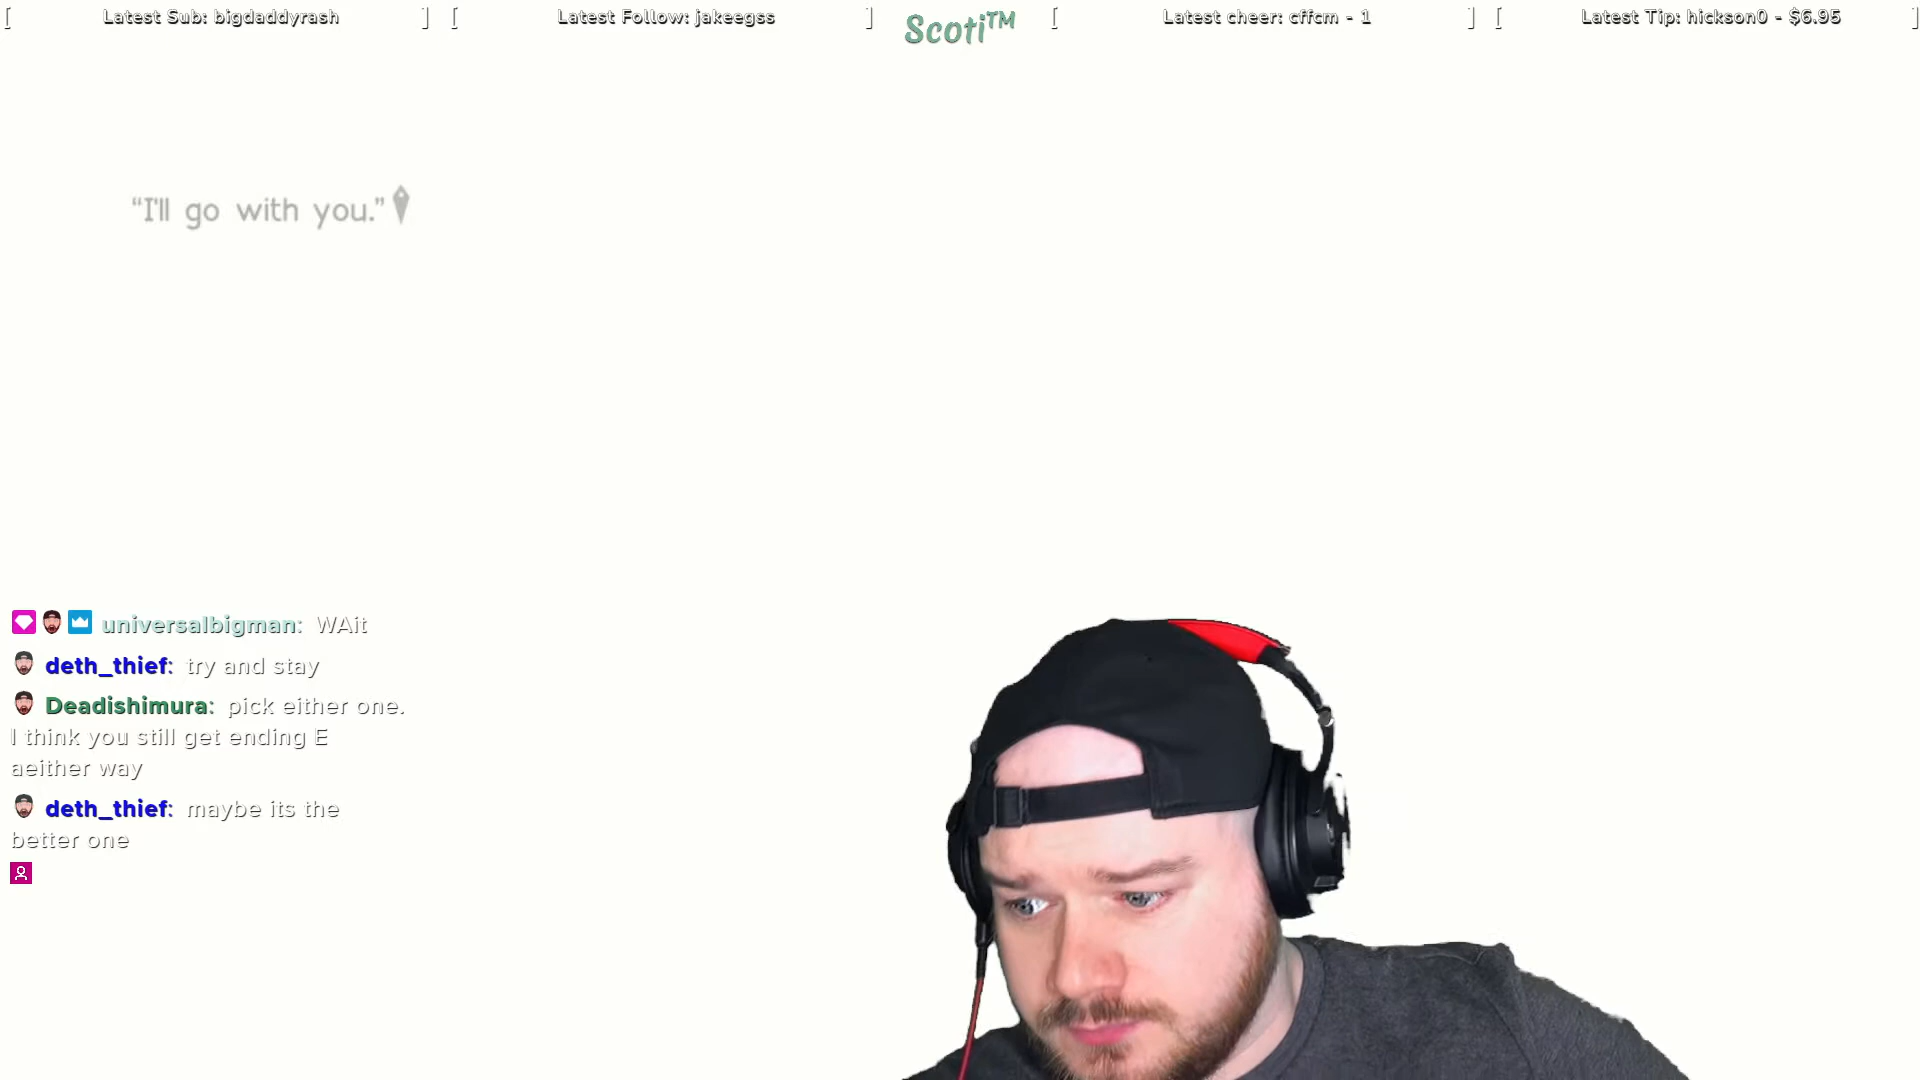 [ Latest Sub: bigdaddyrash ] [ Latest Follow: jakeegss ] Scoti™ [ Latest cheer: cffcm - 1 ] [ Latest Tip: hickson0 - $6.95 ]
“I'll go with you.”
universalbigman: WAit
deth_thief: try and stay
Deadishimura: pick either one.
I think you still get ending E
aeither way
deth_thief: maybe its the
better one